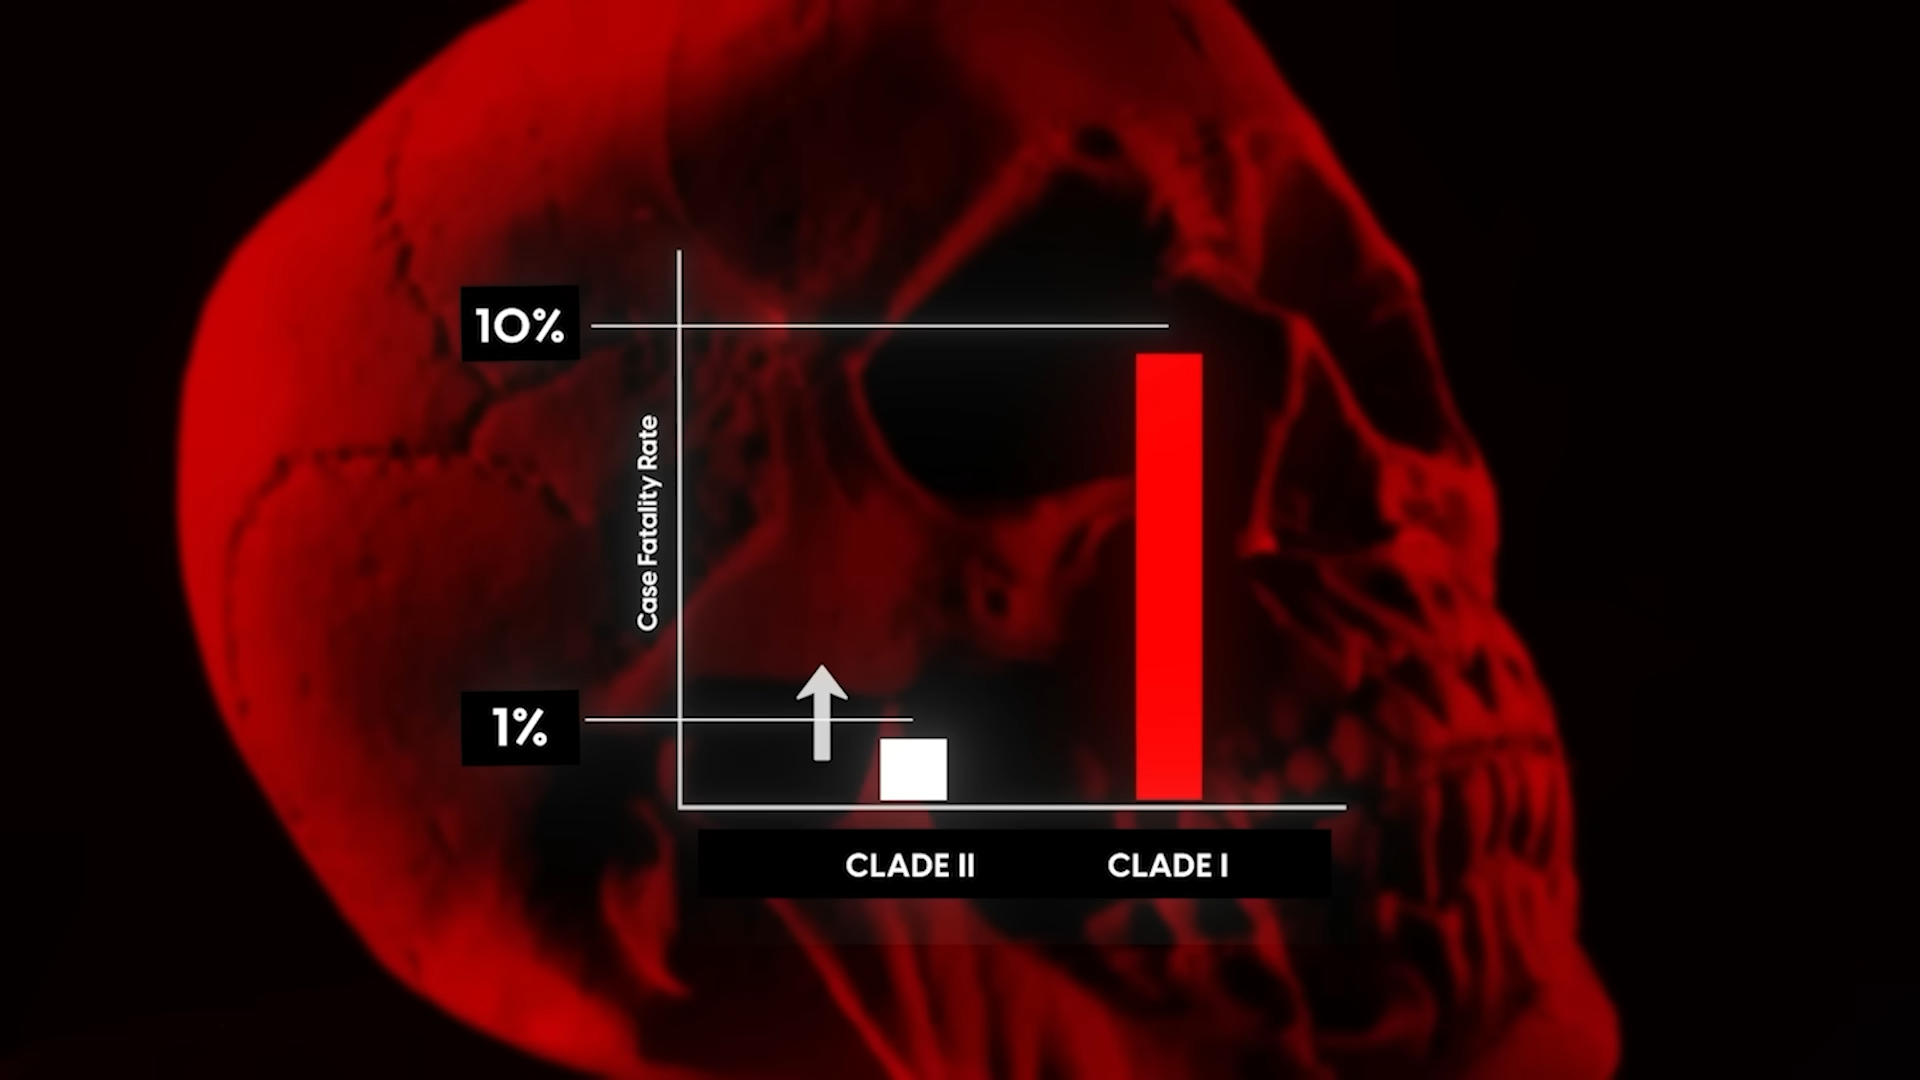 10%
Case Fatality Rate
1%
CLADE II
CLADE I